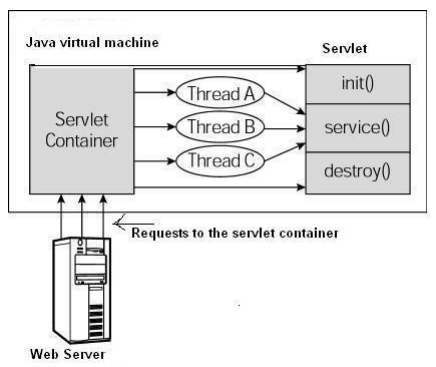 Java virtual machine
Servlet
Servlet
Container
Thread A
Thread B
Thread C
init()
service()
destroy()
Requests to the servlet container
Web Server